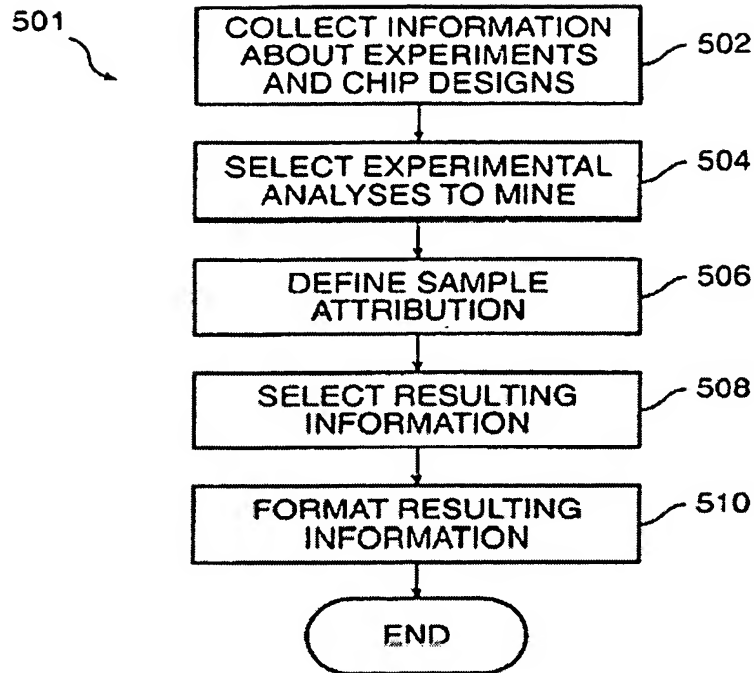 501
COLLECT INFORMATION
ABOUT EXPERIMENTS
AND CHIP DESIGNS
502
SELECT EXPERIMENTAL
ANALYSES TO MINE
504
DEFINE SAMPLE
ATTRIBUTION
506
SELECT RESULTING
INFORMATION
508
FORMAT RESULTING
INFORMATION
510
END